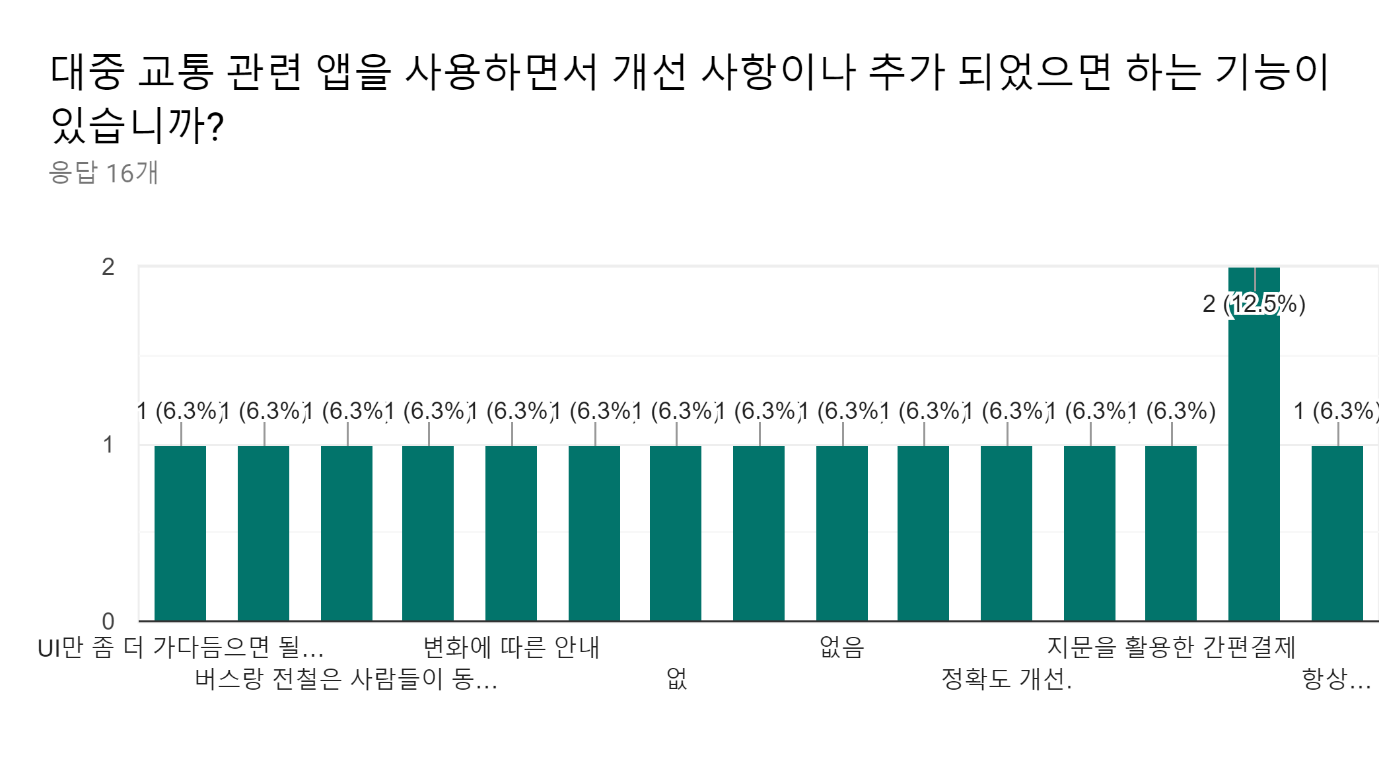 대중 교통 관련 앱을 사용하면서 개선 사항이나 추가 되었으면 하는 기능이
있습니까?
응답 16개
2
2 (12.5%)
1 (6.3%) 1 (6.3%) 1 (6.3%) 1 (6.3%) 1 (6.3%) 1 (6.3%) 1 (6.3%) 1 (6.3%) 1 (6.3%) 1 (6.3%) 1 (6.3%) 1 (6.3%) 1 (6.3%) 1 (6.3%)
1
0
UI만 좀 더 가다듬으면 될... 변화에 따른 안내 없음 지문을 활용한 간편결제
버스랑 전철은 사람들이 동... 없 정확도 개선. 항상...